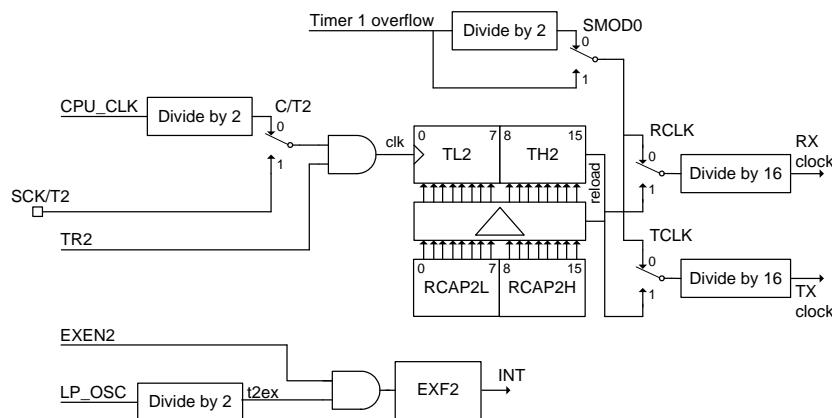 Timer 1 overflow
Divide by 2
SMOD0
0
1
CPU_CLK
Divide by 2
C/T2
0
1
clk
0
7
8
15
TL2
TH2
reload
RCLK
0
1
Divide by 16
RX
clock
SCK/T2
TR2
0
7
8
15
RCAP2L
RCAP2H
TCLK
0
1
Divide by 16
TX
clock
EXEN2
LP_OSC
Divide by 2
t2ex
EXF2
INT